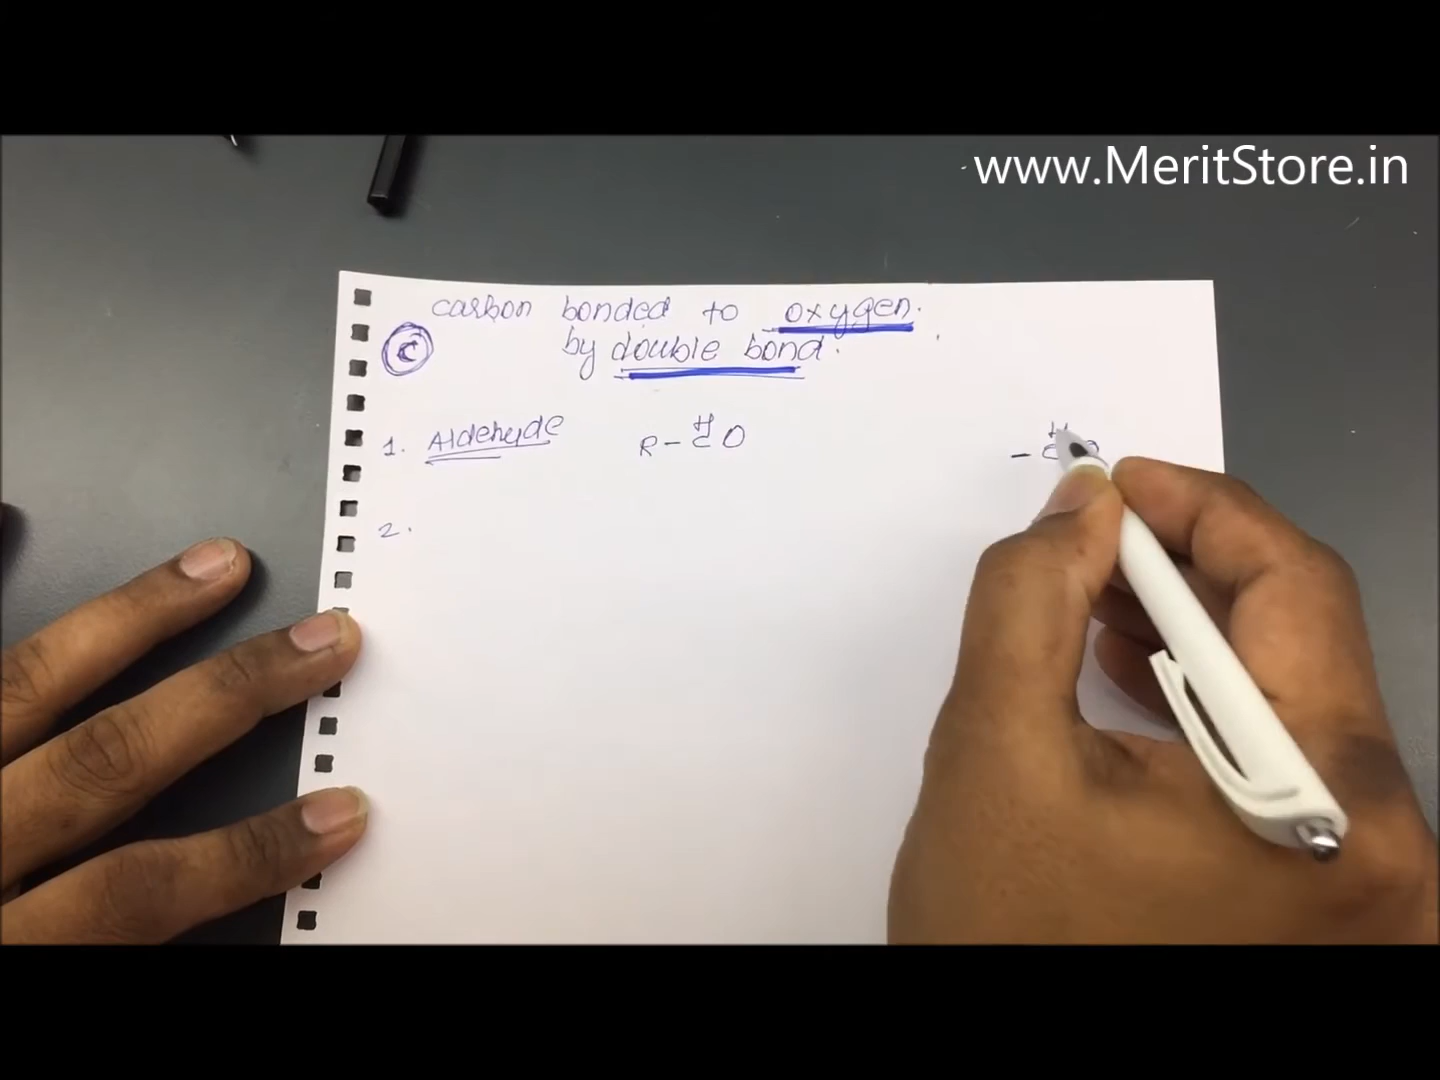 www.MeritStore.in
carbon bonded to oxygen.
C by double bond.
1. Aldehyde R - H
C O - H
C O
2.